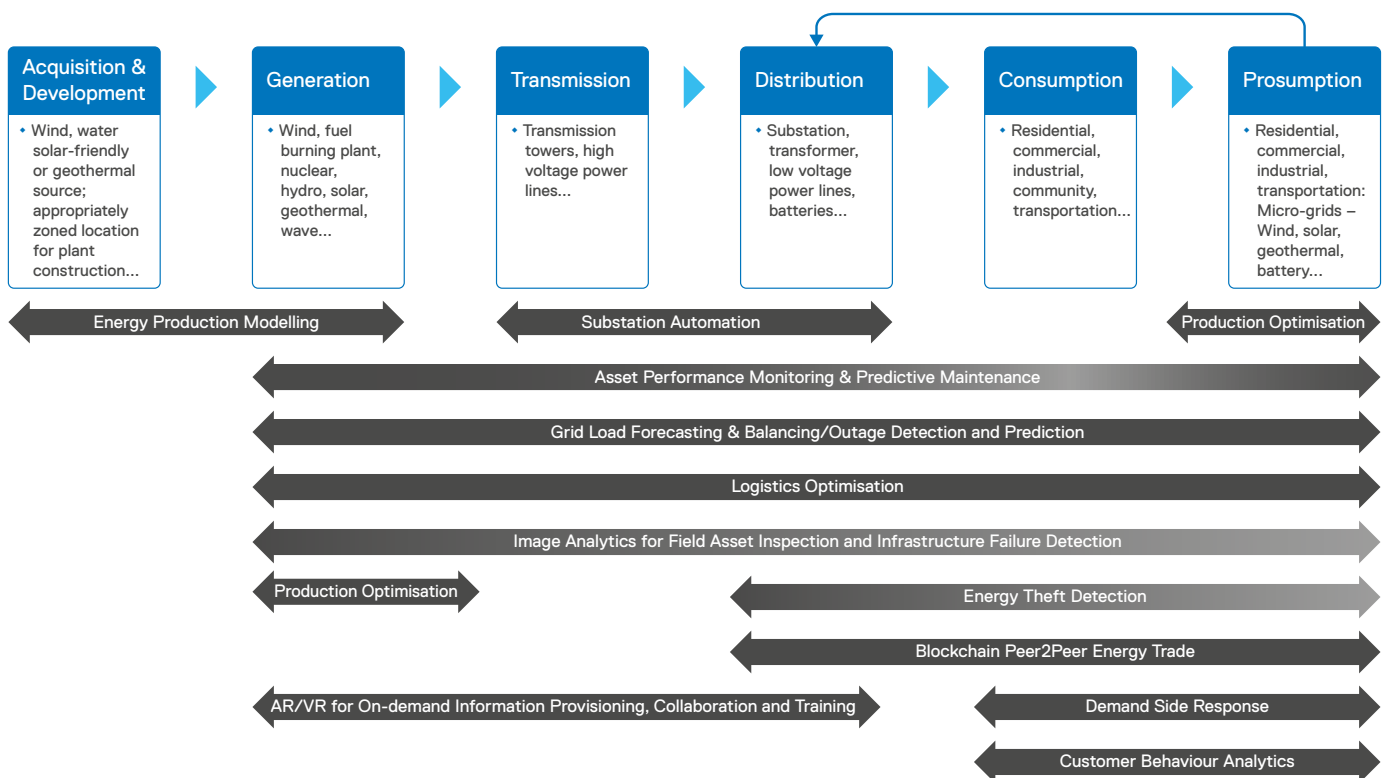 Acquisition &
Development
• Wind, water
solar-friendly
or geothermal
source;
appropriately
zoned location
for plant
construction...
Generation
• Wind, fuel
burning plant,
nuclear,
hydro, solar,
geothermal,
wave...
Transmission
• Transmission
towers, high
voltage power
lines...
Distribution
• Substation,
transformer,
low voltage
power lines,
batteries...
Consumption
• Residential,
commercial,
industrial,
community,
transportation...
Prosumption
• Residential,
commercial,
industrial,
transportation:
Micro-grids –
Wind, solar,
geothermal,
battery...
Energy Production Modelling
Substation Automation
Production Optimisation
Asset Performance Monitoring & Predictive Maintenance
Grid Load Forecasting & Balancing/Outage Detection and Prediction
Logistics Optimisation
Image Analytics for Field Asset Inspection and Infrastructure Failure Detection
Production Optimisation
Energy Theft Detection
Blockchain Peer2Peer Energy Trade
AR/VR for On-demand Information Provisioning, Collaboration and Training
Demand Side Response
Customer Behaviour Analytics